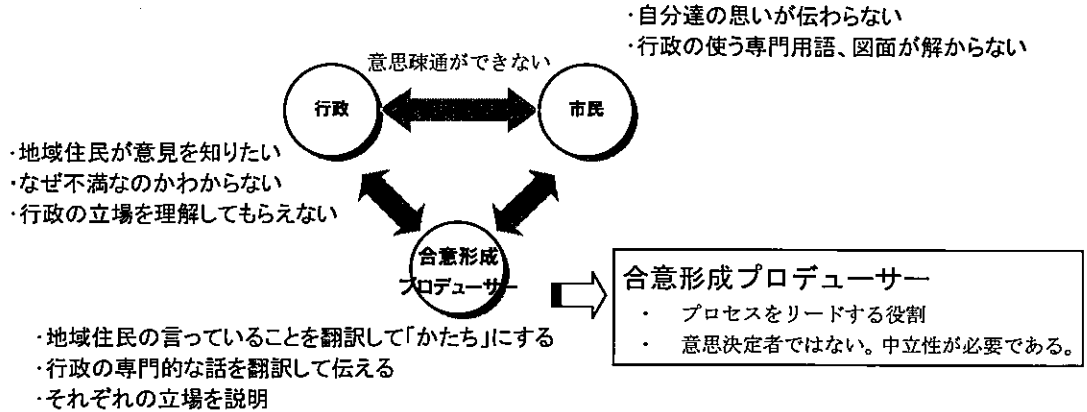 ・自分達の思いが伝わらない
・行政の使う専門用語、図面が解からない
意思疎通ができない
行政
市民
・地域住民が意見を知りたい
・なぜ不満なのかわからない
・行政の立場を理解してもらえない
合意形成
プロデューサー
合意形成プロデューサー
・ プロセスをリードする役割
・ 意思決定者ではない。中立性が必要である。
・地域住民の言っていることを翻訳して「かたち」にする
・行政の専門的な話を翻訳して伝える
・それぞれの立場を説明